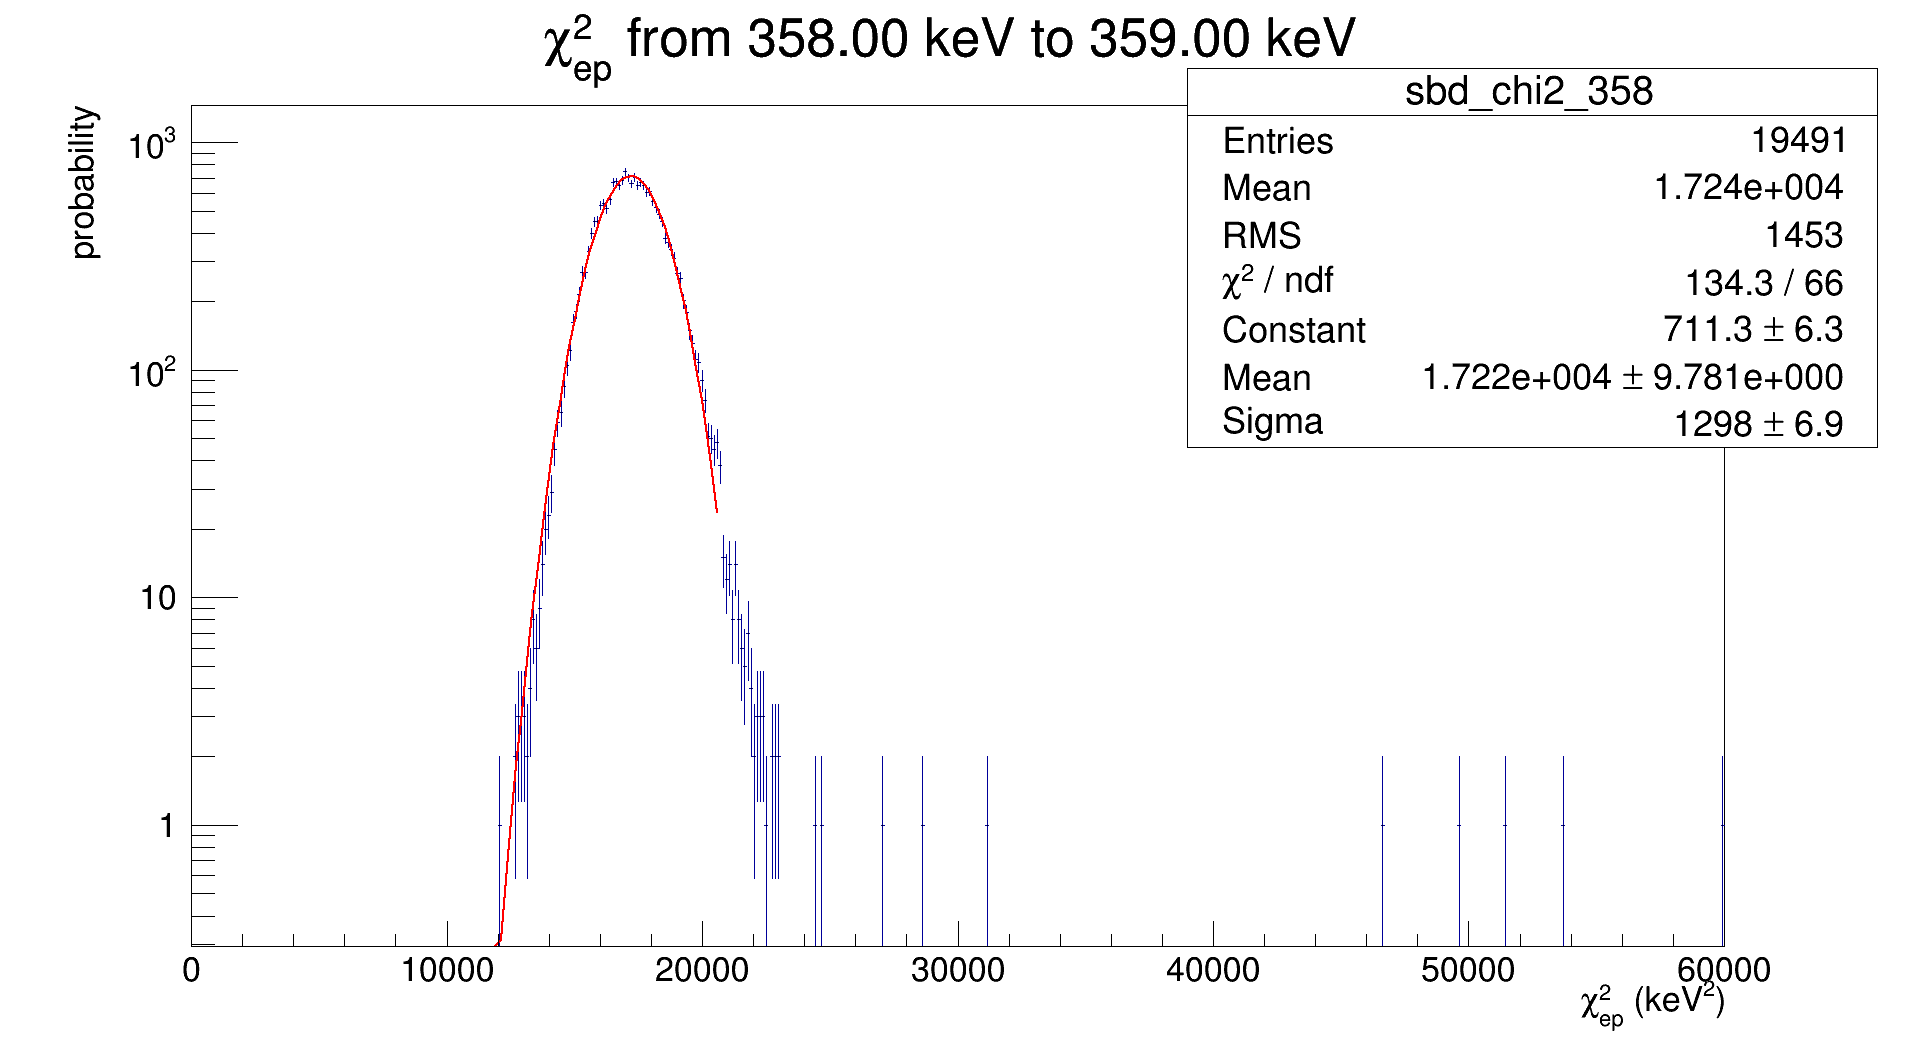 χ²ep from 358.00 keV to 359.00 keV
sbd_chi2_358
Entries 19491
Mean 1.724e+004
RMS 1453
χ² / ndf 134.3 / 66
Constant 711.3 ± 6.3
Mean 1.722e+004 ± 9.781e+000
Sigma 1298 ± 6.9
probability
10³
10²
10
1
0 10000 20000 30000 40000 50000 60000
χ²ep (keV²)